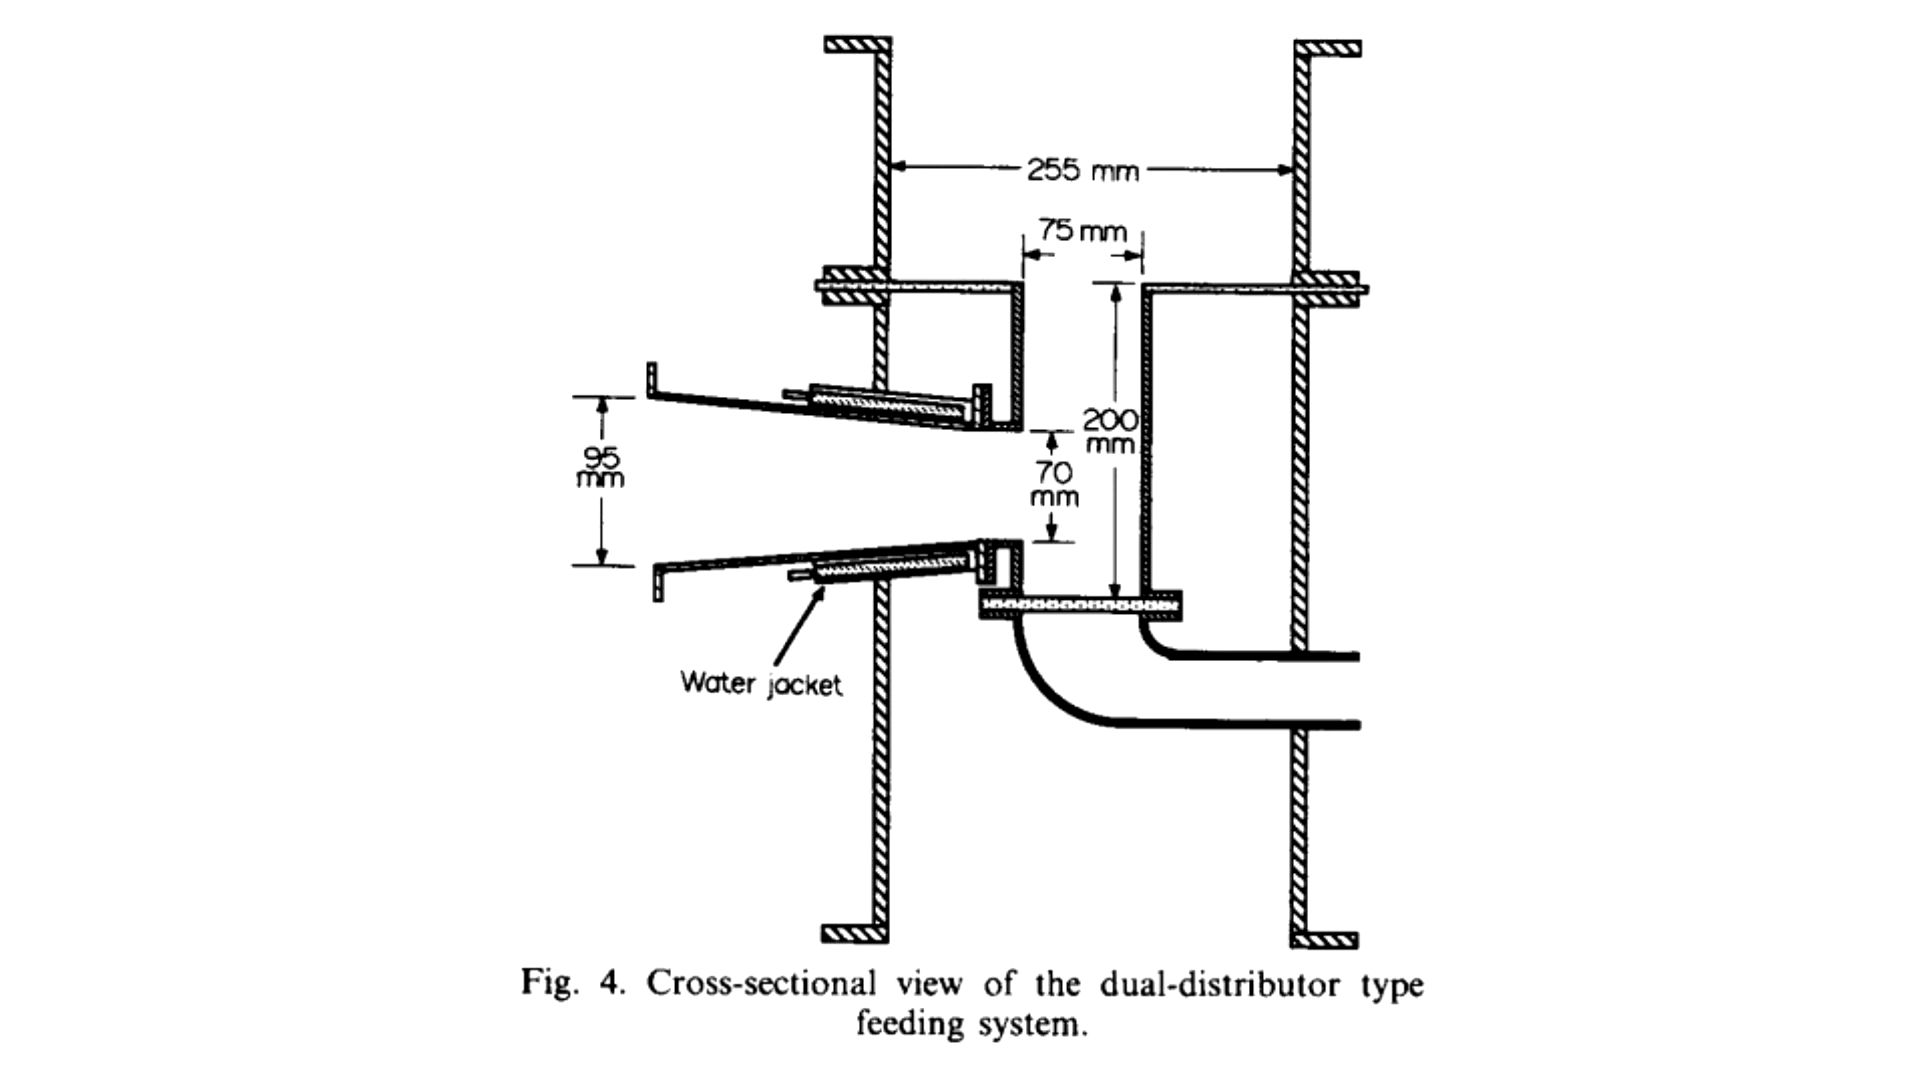 255 mm
75 mm
200
mm
95
mm
70
mm
Water jacket
Fig. 4. Cross-sectional view of the dual-distributor type
feeding system.